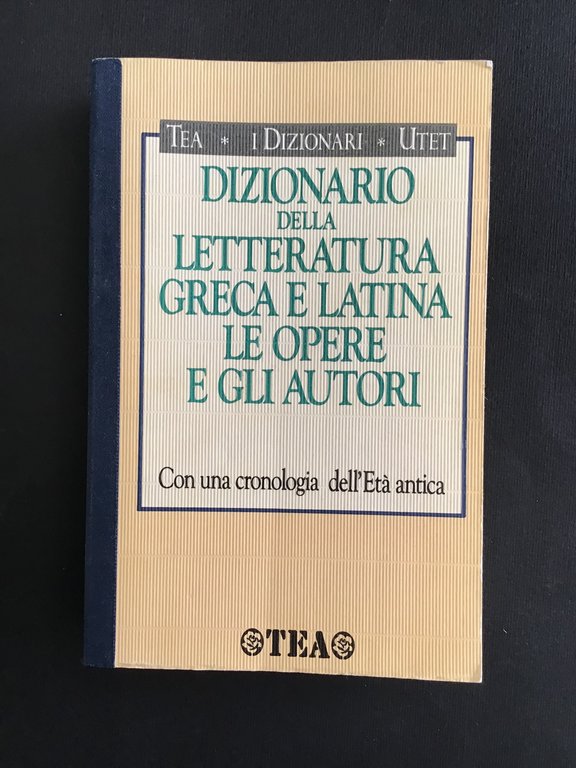 TEA * I DIZIONARI * UTET
DIZIONARIO
DELLA
LETTERATURA
GRECA E LATINA
LE OPERE
E GLI AUTORI
Con una cronologia dell'Età antica
TEA